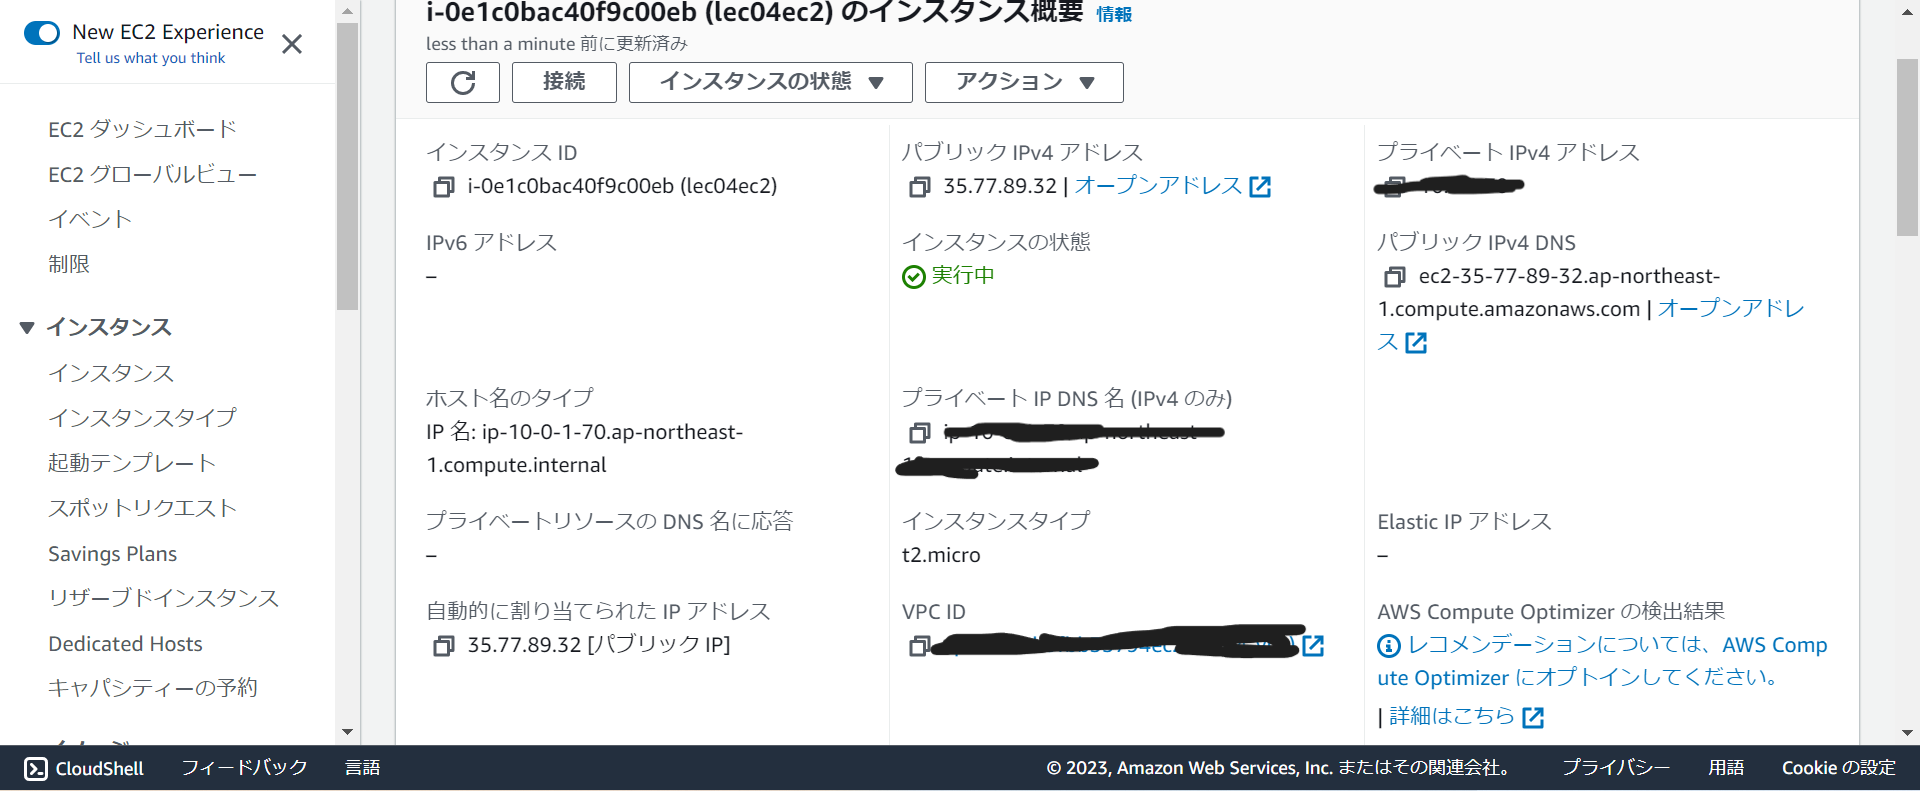 New EC2 Experience
Tell us what you think
EC2 ダッシュボード
EC2 グローバルビュー
イベント
制限
インスタンス
インスタンス
インスタンスタイプ
起動テンプレート
スポットリクエスト
Savings Plans
リザーブドインスタンス
Dedicated Hosts
キャパシティーの予約
i-0e1c0bac40f9c00eb (lec04ec2) のインスタンス概要 情報
less than a minute 前に更新済み
接続 インスタンスの状態 アクション
インスタンス ID
i-0e1c0bac40f9c00eb (lec04ec2)
パブリック IPv4 アドレス
35.77.89.32 | オープンアドレス
プライベート IPv4 アドレス
IPv6 アドレス
–
インスタンスの状態
実行中
パブリック IPv4 DNS
ec2-35-77-89-32.ap-northeast-
1.compute.amazonaws.com | オープンアドレ
ス
ホスト名のタイプ
IP 名: ip-10-0-1-70.ap-northeast-
1.compute.internal
プライベート IP DNS 名 (IPv4 のみ)
プライベートリソースの DNS 名に応答
–
インスタンスタイプ
t2.micro
Elastic IP アドレス
–
自動的に割り当てられた IP アドレス
35.77.89.32 [パブリック IP]
VPC ID
AWS Compute Optimizer の検出結果
レコメンデーションについては、AWS Comp
ute Optimizer にオプトインしてください。
| 詳細はこちら
CloudShell フィードバック 言語 © 2023, Amazon Web Services, Inc. またはその関連会社。 プライバシー 用語 Cookie の設定